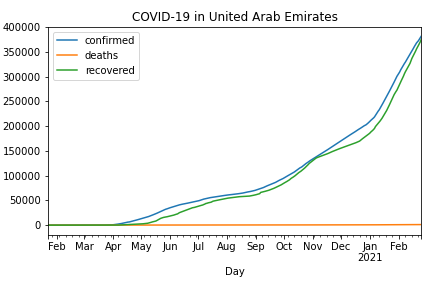 COVID-19 in United Arab Emirates
400000
350000
300000
250000
200000
150000
100000
50000
0
confirmed
deaths
recovered
Feb Mar Apr May Jun Jul Aug Sep Oct Nov Dec Jan Feb
2021
Day